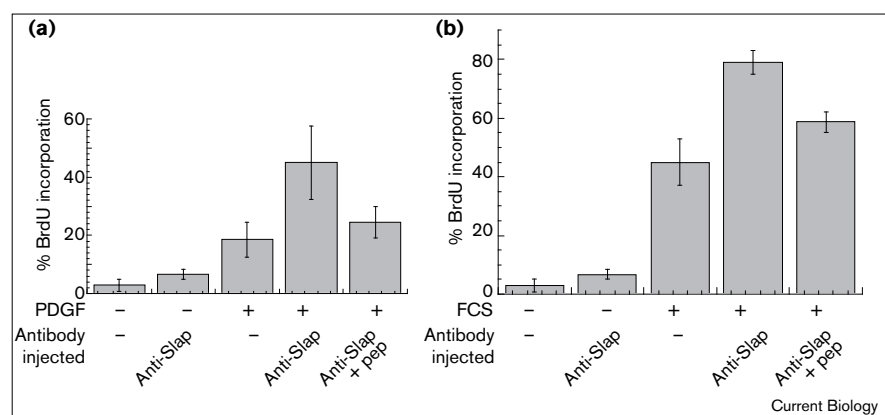 (a)
% BrdU incorporation
60
40
20
0
PDGF – – + + +
Antibody injected – Anti-Slap – Anti-Slap Anti-Slap + pep
(b)
% BrdU incorporation
80
60
40
20
0
FCS – – + + +
Antibody injected – Anti-Slap – Anti-Slap Anti-Slap + pep
Current Biology